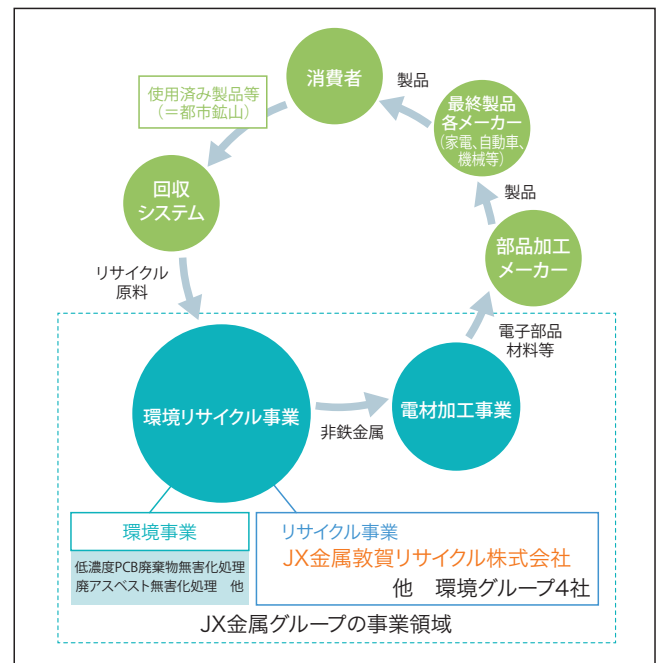 消費者
製品
使用済み製品等
(=都市鉱山)
最終製品
各メーカー
(家電、自動車、
機械等)
回収
システム
製品
部品加工
メーカー
リサイクル
原料
電子部品
材料等
環境リサイクル事業
非鉄金属
電材加工事業
環境事業
低濃度PCB廃棄物無害化処理
廃アスベスト無害化処理 他
リサイクル事業
JX金属敦賀リサイクル株式会社
他 環境グループ4社
JX金属グループの事業領域